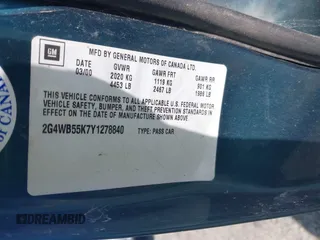 GM
MFD BY GENERAL MOTORS OF CANADA LTD.
DATE GVWR GAWR FRT GAWR RR
03/00 2020 KG 1119 KG 901 KG
4453 LB 2467 LB 1986 LB
THIS VEHICLE CONFORMS TO ALL APPLICABLE U.S. FEDERAL
MOTOR VEHICLE SAFETY, BUMPER, AND THEFT PREVENTION STANDARDS
IN EFFECT ON THE DATE OF MANUFACTURE SHOWN ABOVE.
2G4WB55K7Y1278840 TYPE: PASS CAR
OF CANA
DREAMBID